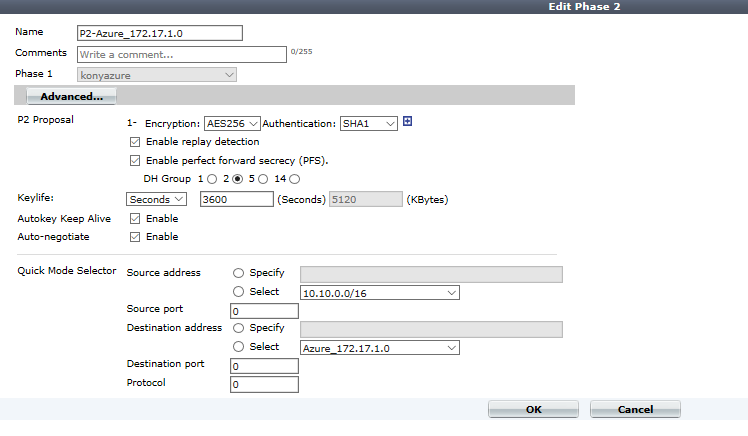 Edit Phase 2
Name P2-Azure_172.17.1.0
Comments Write a comment... 0/255
Phase 1 konyazure
Advanced...
P2 Proposal 1- Encryption: AES256 Authentication: SHA1
Enable replay detection
Enable perfect forward secrecy (PFS).
DH Group 1 2 5 14
Keylife: Seconds 3600 (Seconds) 5120 (KBytes)
Autokey Keep Alive Enable
Auto-negotiate Enable
Quick Mode Selector Source address Specify
Select 10.10.0.0/16
Source port 0
Destination address Specify
Select Azure_172.17.1.0
Destination port 0
Protocol 0
OK Cancel